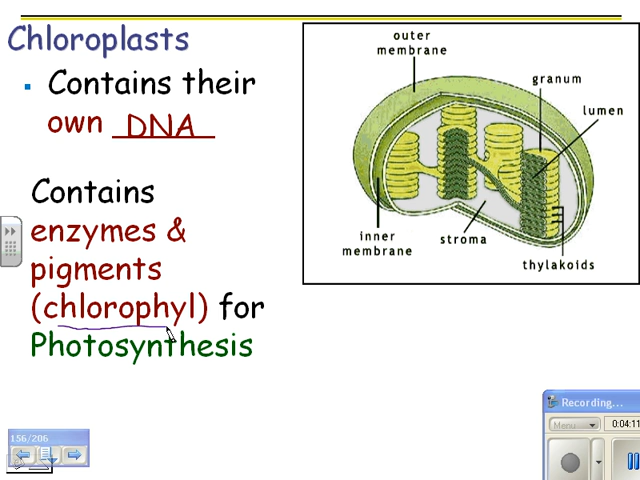 Chloroplasts
Contains their
own DNA
Contains
enzymes &
pigments
(chlorophyl) for
Photosynthesis
outer
membrane
granum
lumen
inner
membrane
stroma
thylakoids
156/206
Recording...
Menu
0:04:11